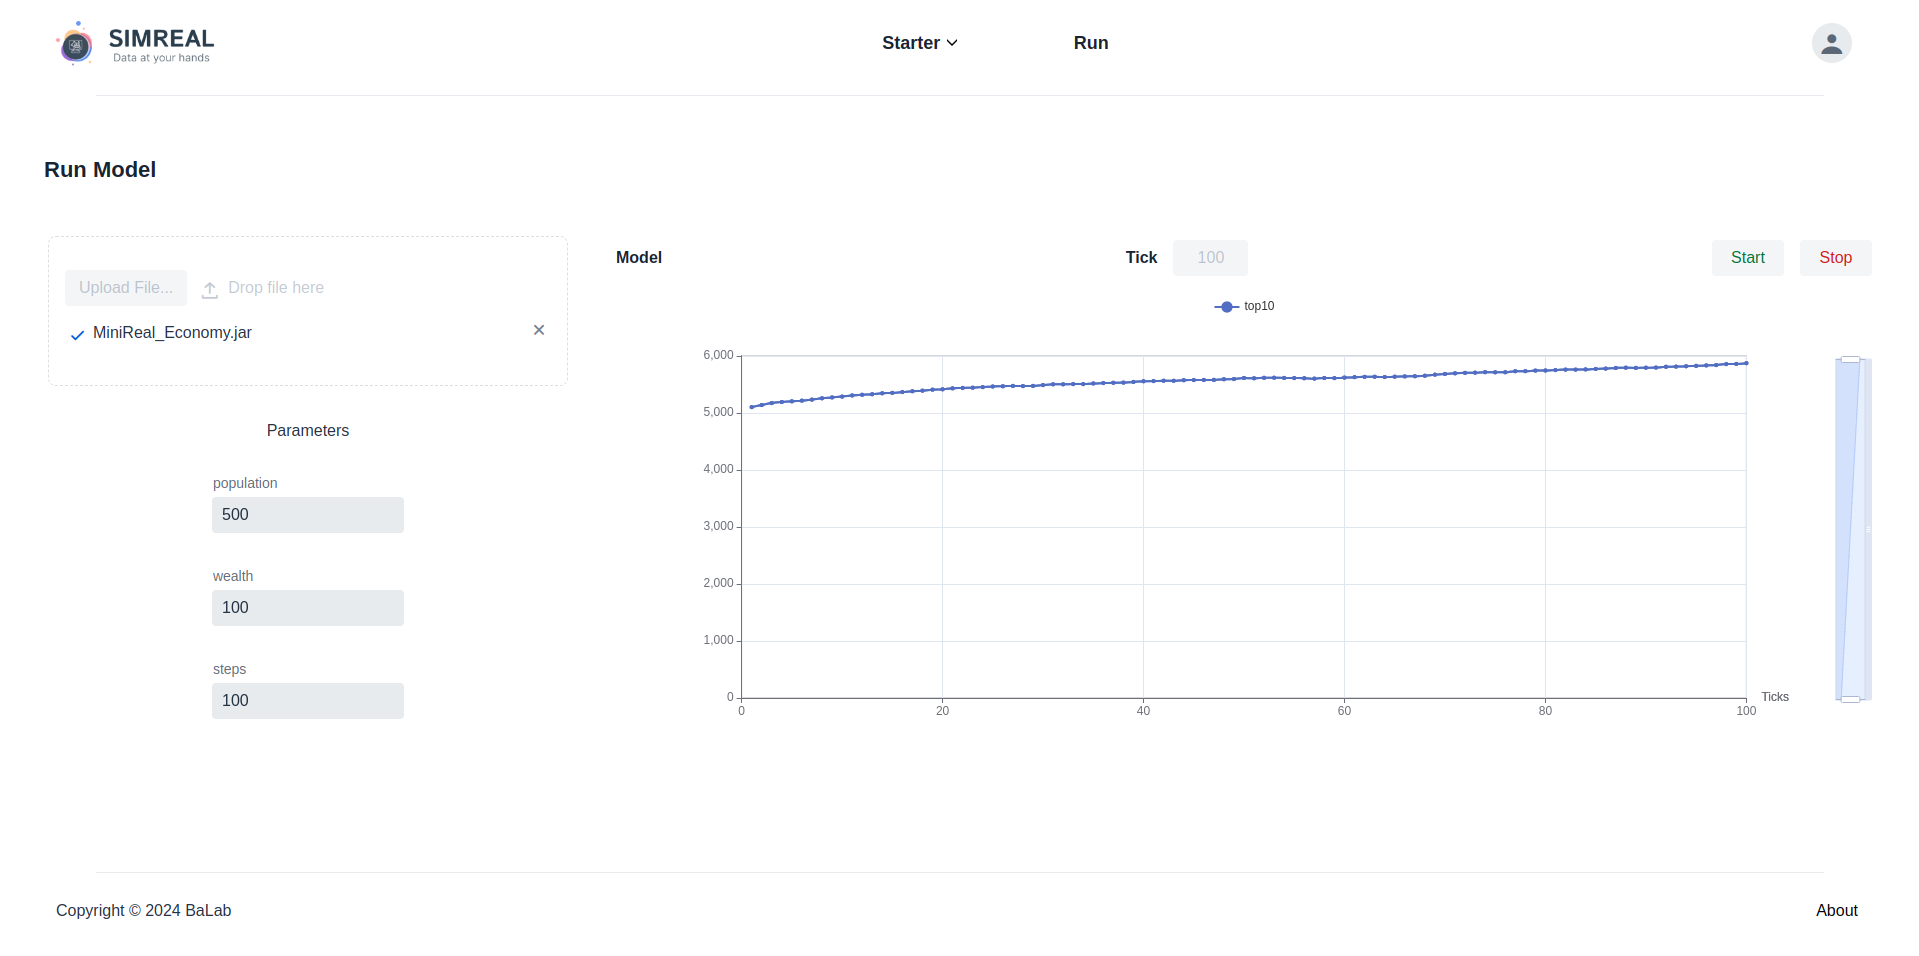 SIMREAL
Data at your hands
Starter
Run
Run Model
Upload File...
Drop file here
MiniReal_Economy.jar
Parameters
population
500
wealth
100
steps
100
Model
Tick
100
Start
Stop
top10
6,000
5,000
4,000
3,000
2,000
1,000
0
0 20 40 60 80 100
Ticks
Copyright © 2024 BaLab
About